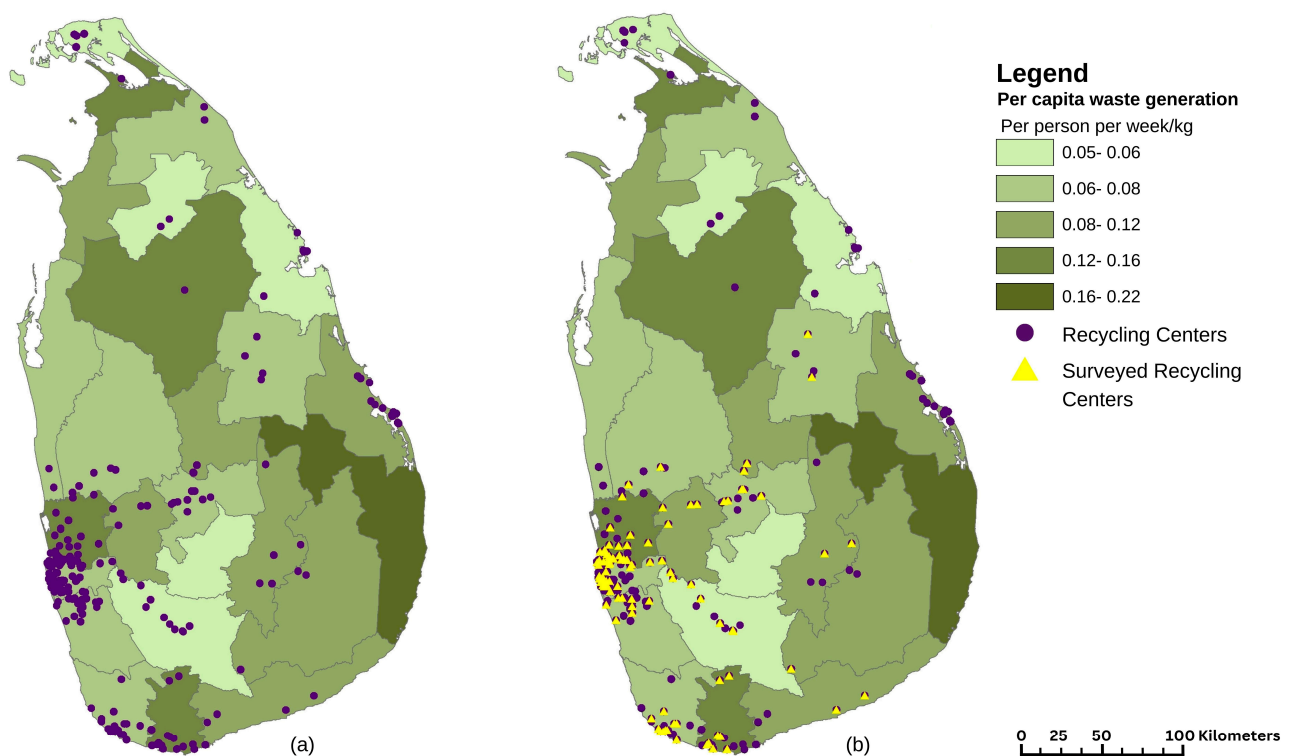 Legend
Per capita waste generation
Per person per week/kg
0.05- 0.06
0.06- 0.08
0.08- 0.12
0.12- 0.16
0.16- 0.22
Recycling Centers
Surveyed Recycling
Centers
(a)
(b)
0 25 50 100 Kilometers